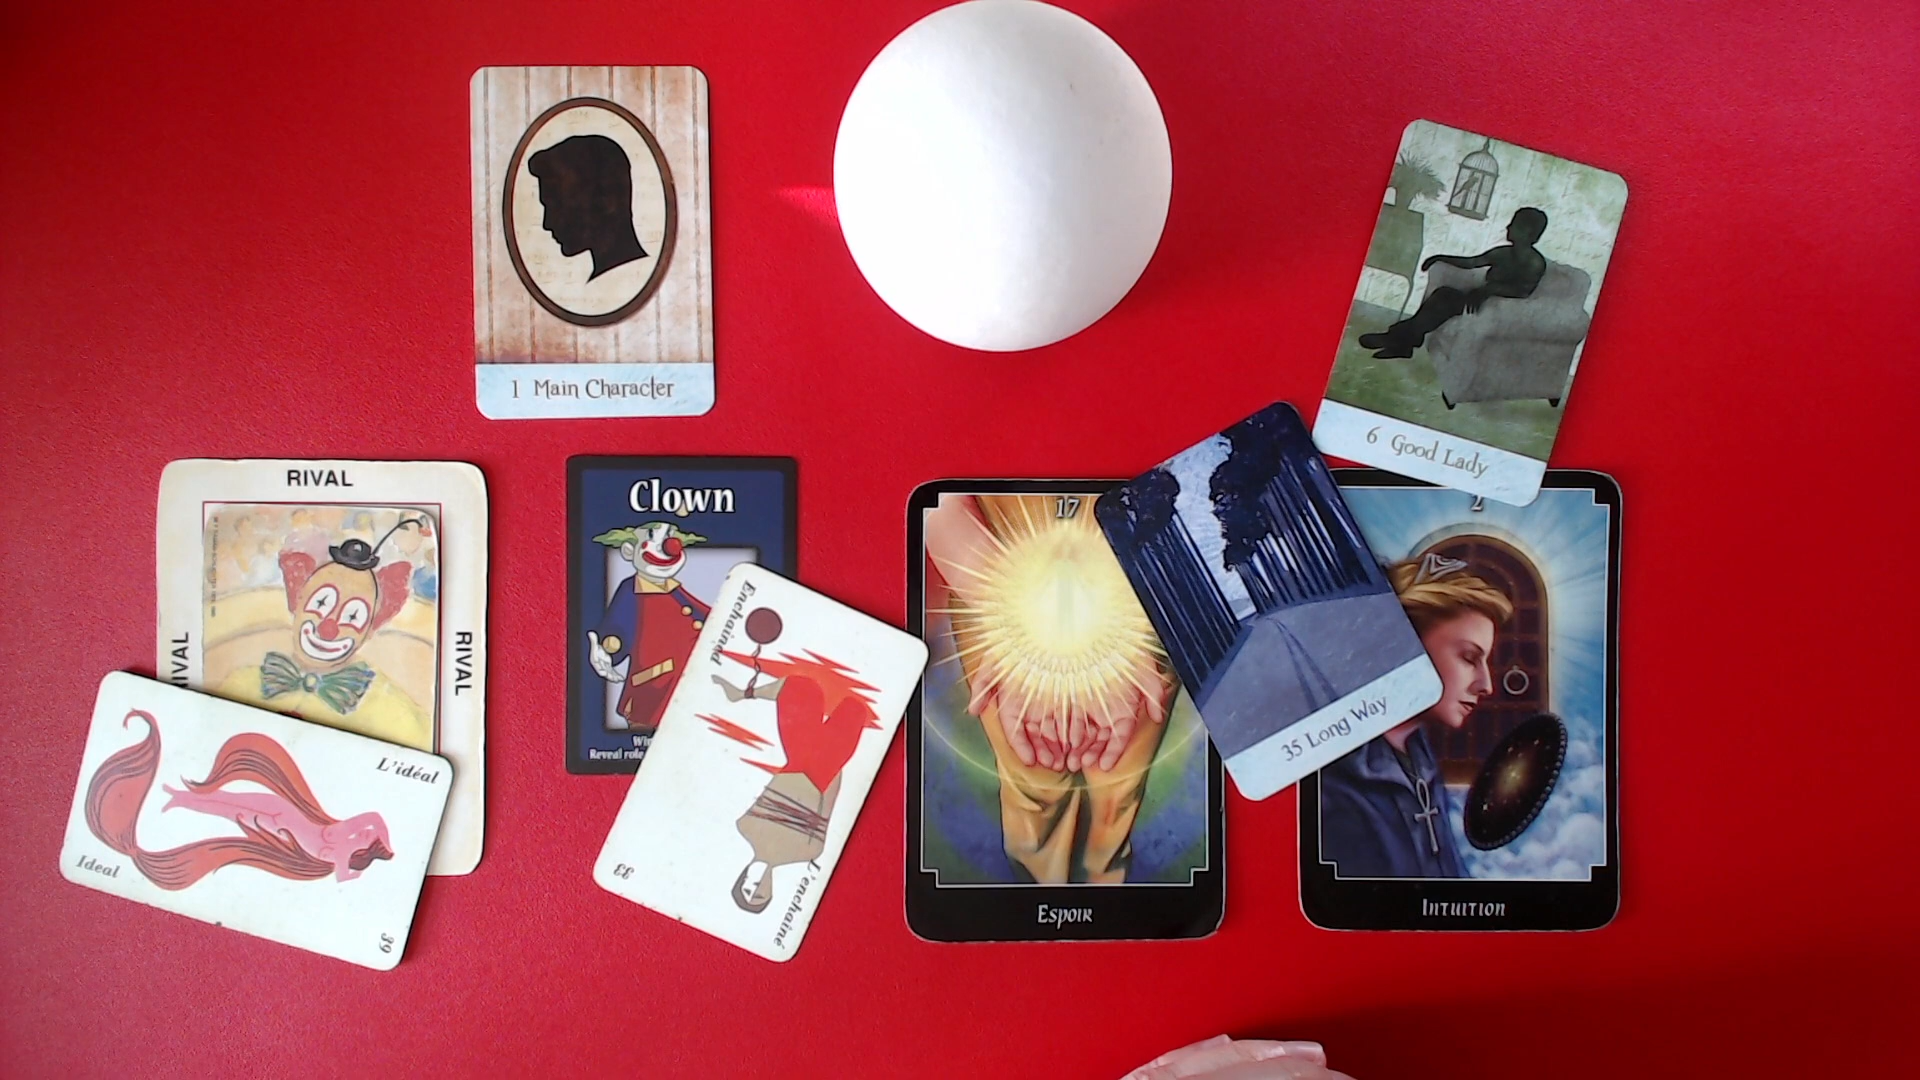 1 Main Character
6 Good Lady
RIVAL
RIVAL
RIVAL
Clown
Reveal role
Enchained
L'enchaîné
33
L'idéal
Ideal
39
17
Espoir
35 Long Way
2
Intuition